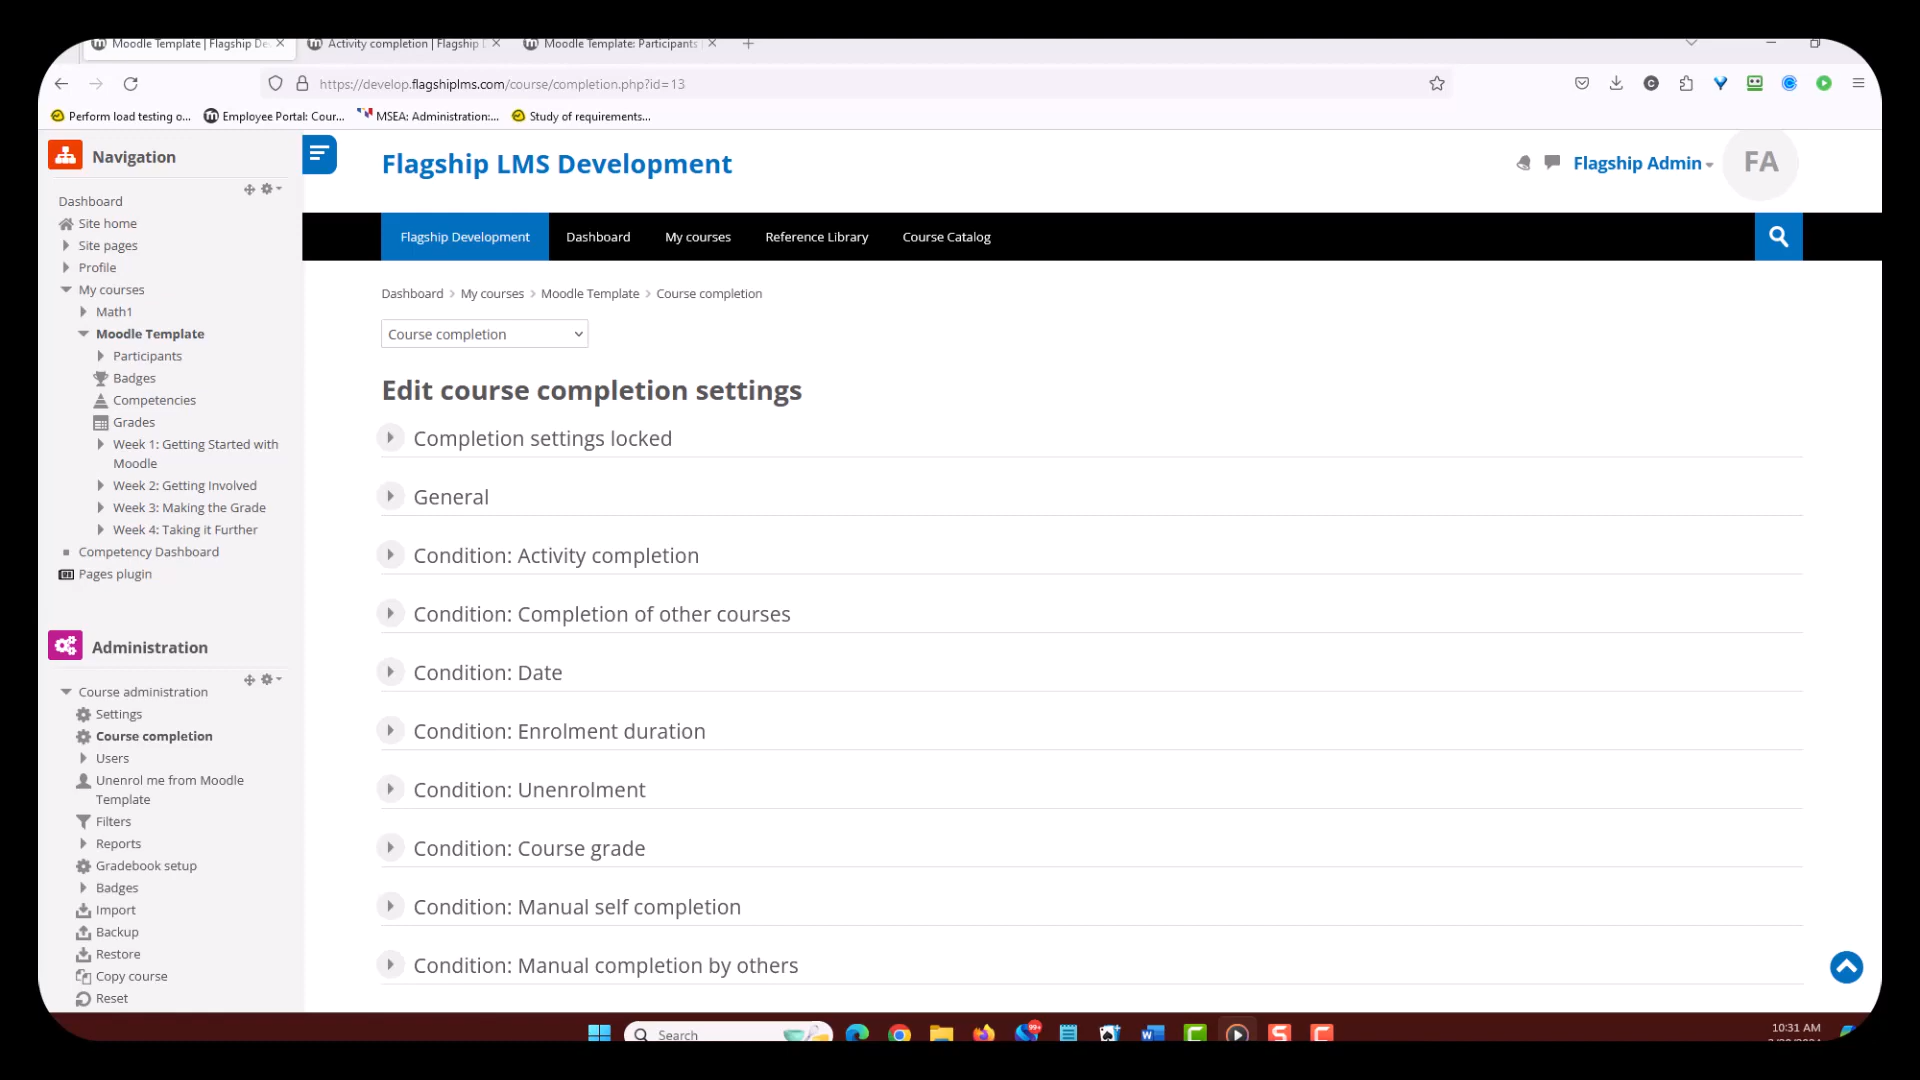 Moodle Template | Flagship De
Activity completion | Flagship
Moodle Template: Participants
https://develop.flagshiplms.com/course/completion.php?id=13
Perform load testing o...
Employee Portal: Cour...
MSEA: Administration:...
Study of requirements...
Navigation
Dashboard
Site home
Site pages
Profile
My courses
Math1
Moodle Template
Participants
Badges
Competencies
Grades
Week 1: Getting Started with
Moodle
Week 2: Getting Involved
Week 3: Making the Grade
Week 4: Taking it Further
Competency Dashboard
Pages plugin
Administration
Course administration
Settings
Course completion
Users
Unenrol me from Moodle
Template
Filters
Reports
Gradebook setup
Badges
Import
Backup
Restore
Copy course
Reset
Flagship LMS Development
Flagship Admin
FA
Flagship Development
Dashboard
My courses
Reference Library
Course Catalog
Dashboard > My courses > Moodle Template > Course completion
Course completion
Edit course completion settings
Completion settings locked
General
Condition: Activity completion
Condition: Completion of other courses
Condition: Date
Condition: Enrolment duration
Condition: Unenrolment
Condition: Course grade
Condition: Manual self completion
Condition: Manual completion by others
Search
99+
10:31 AM